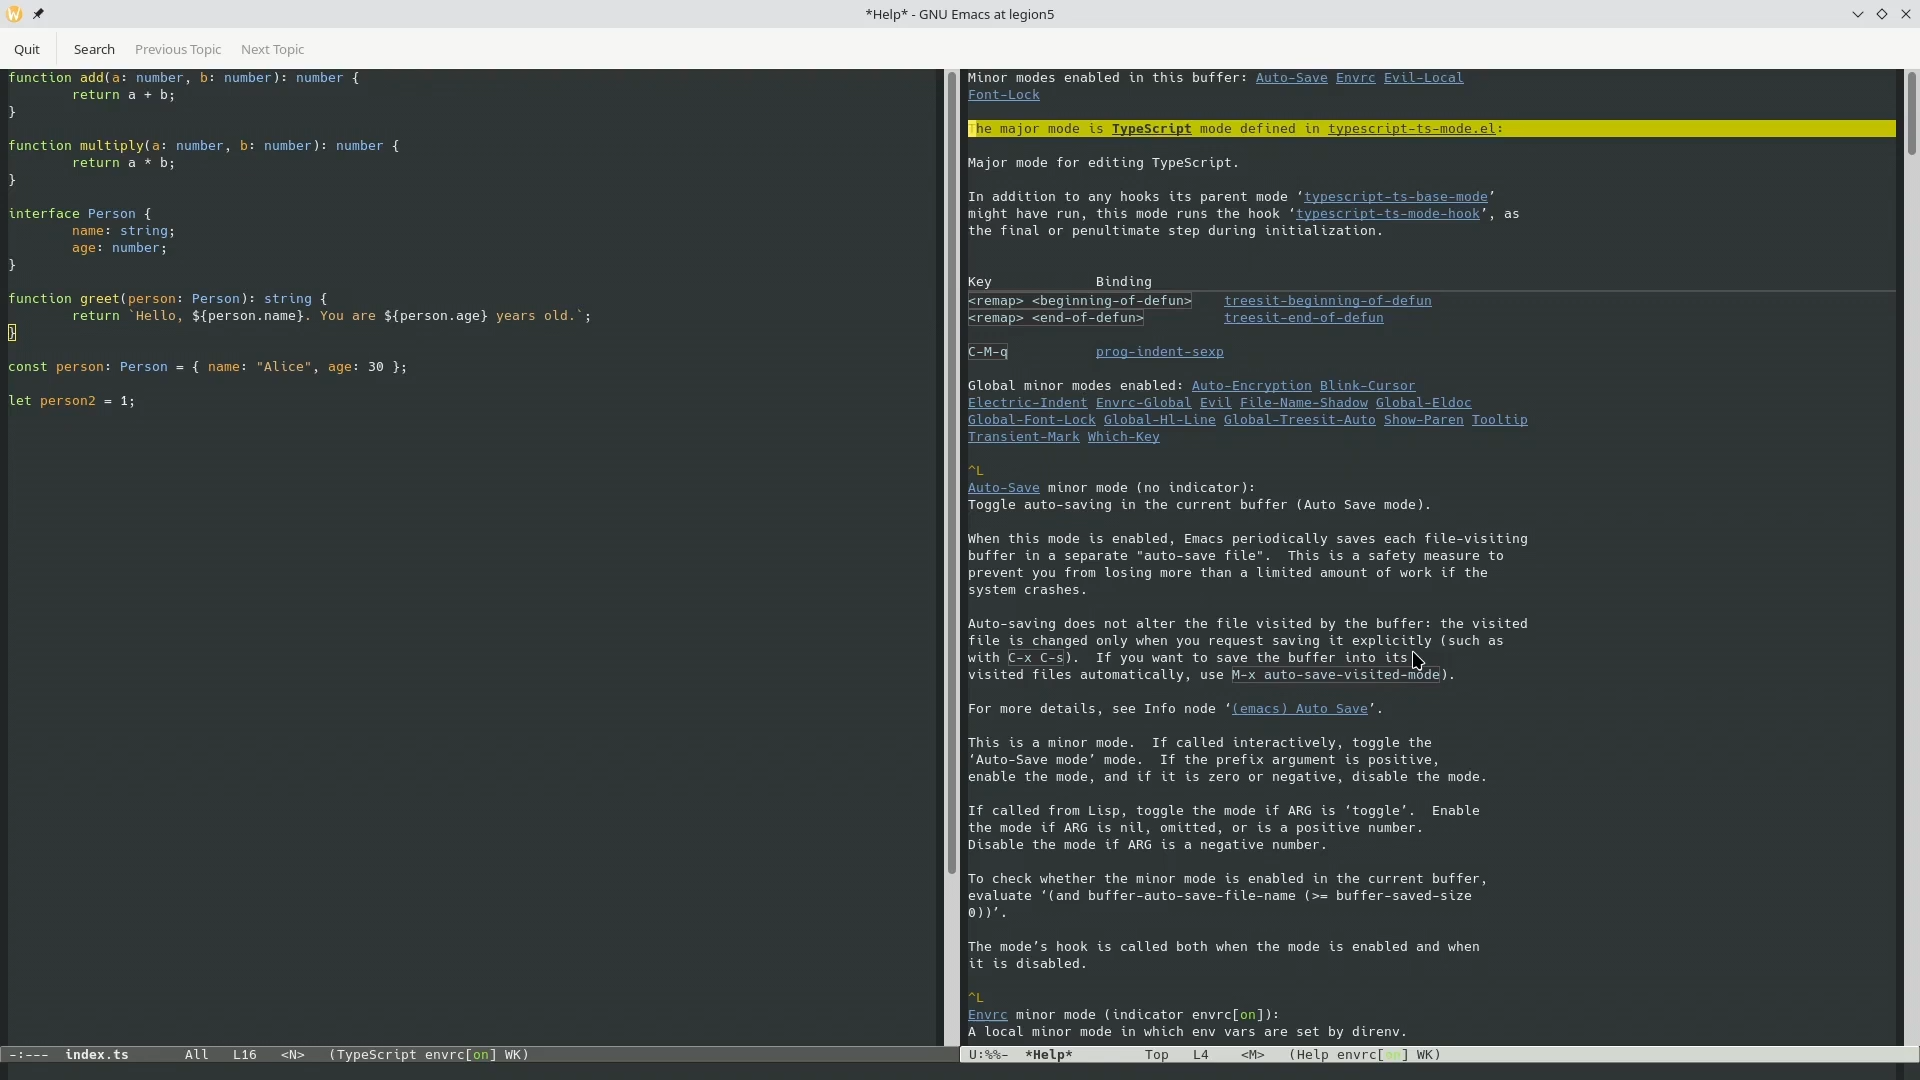 *Help* - GNU Emacs at legion5
Quit Search Previous Topic Next Topic
function add(a: number, b: number): number {
        return a + b;
}

function multiply(a: number, b: number): number {
        return a * b;
}

interface Person {
        name: string;
        age: number;
}

function greet(person: Person): string {
        return `Hello, ${person.name}. You are ${person.age} years old.`;
}

const person: Person = { name: "Alice", age: 30 };

let person2 = 1;
-:--- index.ts All L16 <N> (TypeScript envrc[on] WK)
Minor modes enabled in this buffer: Auto-Save Envrc Evil-Local
Font-Lock

The major mode is TypeScript mode defined in typescript-ts-mode.el:

Major mode for editing TypeScript.

In addition to any hooks its parent mode ‘typescript-ts-base-mode’
might have run, this mode runs the hook ‘typescript-ts-mode-hook’, as
the final or penultimate step during initialization.

Key             Binding
<remap> <beginning-of-defun>    treesit-beginning-of-defun
<remap> <end-of-defun>          treesit-end-of-defun

C-M-q           prog-indent-sexp

Global minor modes enabled: Auto-Encryption Blink-Cursor
Electric-Indent Envrc-Global Evil File-Name-Shadow Global-Eldoc
Global-Font-Lock Global-Hl-Line Global-Treesit-Auto Show-Paren Tooltip
Transient-Mark Which-Key

^L
Auto-Save minor mode (no indicator):
Toggle auto-saving in the current buffer (Auto Save mode).

When this mode is enabled, Emacs periodically saves each file-visiting
buffer in a separate "auto-save file".  This is a safety measure to
prevent you from losing more than a limited amount of work if the
system crashes.

Auto-saving does not alter the file visited by the buffer: the visited
file is changed only when you request saving it explicitly (such as
with C-x C-s).  If you want to save the buffer into its
visited files automatically, use M-x auto-save-visited-mode).

For more details, see Info node ‘(emacs) Auto Save’.

This is a minor mode.  If called interactively, toggle the
‘Auto-Save mode’ mode.  If the prefix argument is positive,
enable the mode, and if it is zero or negative, disable the mode.

If called from Lisp, toggle the mode if ARG is ‘toggle’.  Enable
the mode if ARG is nil, omitted, or is a positive number.
Disable the mode if ARG is a negative number.

To check whether the minor mode is enabled in the current buffer,
evaluate ‘(and buffer-auto-save-file-name (>= buffer-saved-size
0))’.

The mode’s hook is called both when the mode is enabled and when
it is disabled.

^L
Envrc minor mode (indicator envrc[on]):
A local minor mode in which env vars are set by direnv.
U:%%- *Help* Top L4 <M> (Help envrc[on] WK)